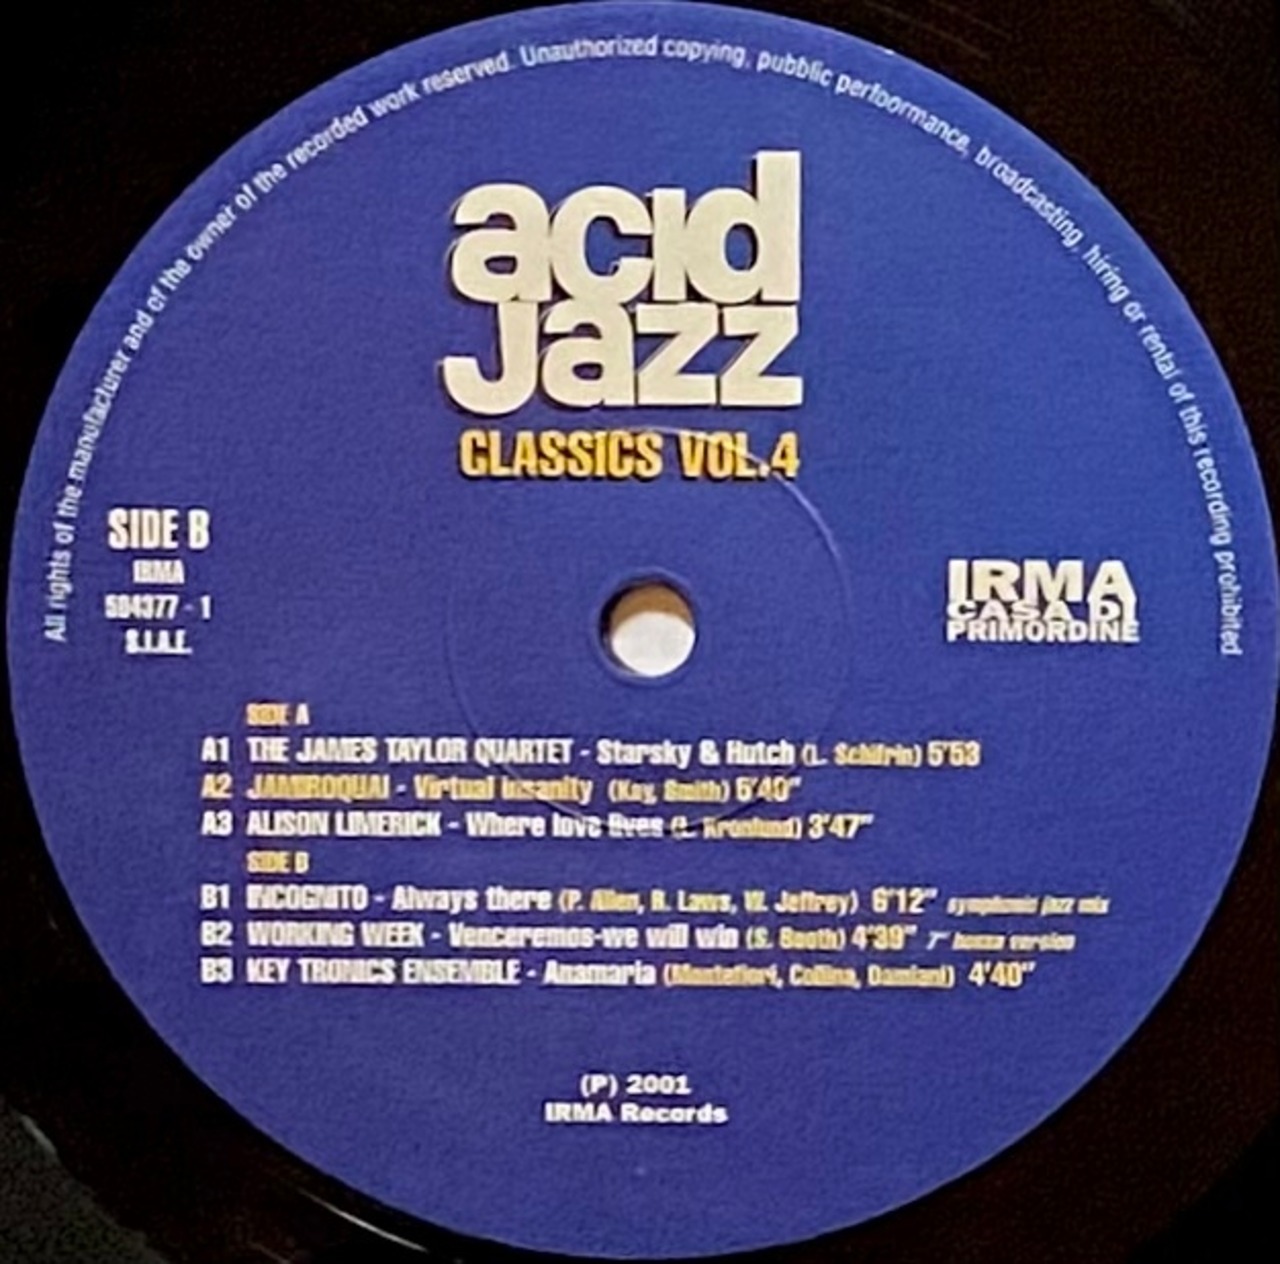 All rights of the manufacturer and of the owner of the recorded work reserved. Unauthorized copying, pubblic perfoormance, broadcasting, hiring or rental of this recording prohibited
acid
Jazz
CLASSICS VOL.4
SIDE B
IRMA
504377 - 1
S.I.A.E.
IRMA
CASA DI
PRIMORDINE
SIDE A
A1 THE JAMES TAYLOR QUARTET - Starsky & Hutch (L. Schifrin) 5'53
A2 JAMIROQUAI - Virtual insanity (Kay, Smith) 5'40"
A3 ALISON LIMERICK - Where love lives (L. Kronlund) 3'47"
SIDE B
B1 INCOGNITO - Always there (P. Allen, R. Laws, W. Jeffrey) 6'12" symphonic jazz mix
B2 WORKING WEEK - Venceremos-we will win (S. Booth) 4'39" 7" bossa version
B3 KEY TRONICS ENSEMBLE - Anamaria (Montefiori, Collina, Damiani) 4'40"
(P) 2001
IRMA Records